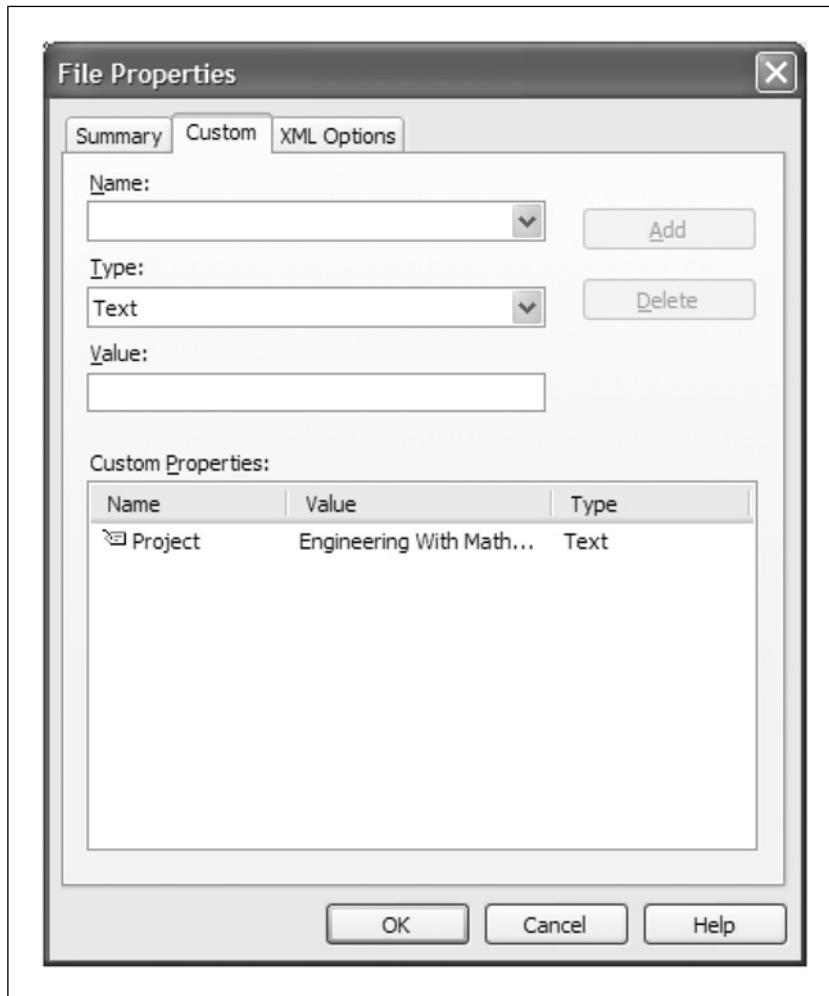 File Properties
Summary Custom XML Options
Name:
Add
Type:
Text
Delete
Value:
Custom Properties:
Name Value Type
Project Engineering With Math... Text
OK Cancel Help